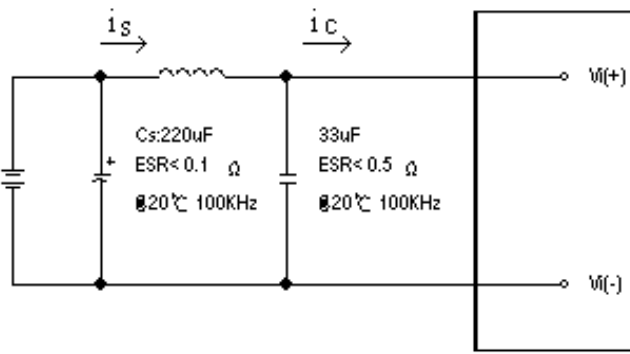 is
ic
Vi(+)
Cs:220uF
ESR<0.1 Ω
@20℃ 100KHz
33uF
ESR<0.5 Ω
@20℃ 100KHz
+
Vi(-)